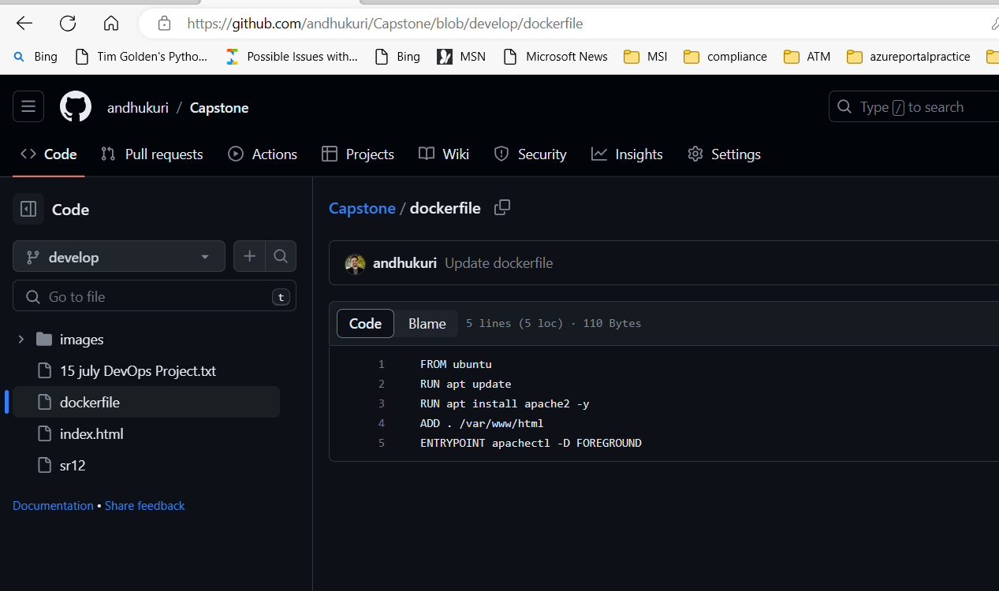 https://github.com/andhukuri/Capstone/blob/develop/dockerfile
Bing Tim Golden's Pytho... Possible Issues with... Bing MSN Microsoft News MSI compliance ATM azureportalpractice
andhukuri / Capstone Type / to search
Code Pull requests Actions Projects Wiki Security Insights Settings
Code
develop
Go to file t
images
15 july DevOps Project.txt
dockerfile
index.html
sr12
Documentation • Share feedback
Capstone / dockerfile
andhukuri Update dockerfile
Code Blame 5 lines (5 loc) · 110 Bytes
1 FROM ubuntu
2 RUN apt update
3 RUN apt install apache2 -y
4 ADD . /var/www/html
5 ENTRYPOINT apachectl -D FOREGROUND